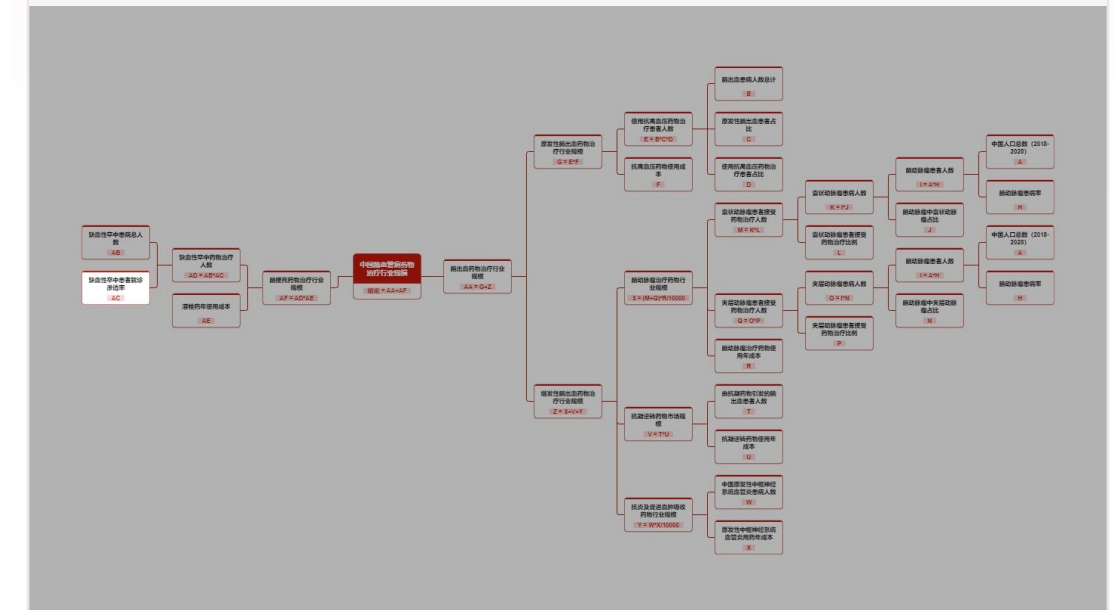 脑出血患病人数总计
B
使用抗高血压药物治
疗患者人数
E = B*C*D
原发性脑出血患者占
比
C
原发性脑出血药物治
疗行业规模
G = E*F
抗高血压药物使用成
本
F
使用抗高血压药物治
疗患者占比
D
中国人口总数（2018-
2028）
A
脑动脉瘤患者人数
I = A*H
脑动脉瘤患病率
H
囊状动脉瘤患病人数
K = I*J
脑动脉瘤中囊状动脉
瘤占比
J
囊状动脉瘤患者接受
药物治疗人数
M = K*L
囊状动脉瘤患者接受
药物治疗比例
L
缺血性卒中患病总人
数
AB
缺血性卒中药物治疗
人数
AD = AB*AC
缺血性卒中患者就诊
渗透率
AC
溶栓药年使用成本
AE
脑梗死药物治疗行业
规模
AF = AD*AE
中国脑血管病药物
治疗行业规模
结论 = AA+AF
脑出血药物治疗行业
规模
AA = G+Z
脑动脉瘤治疗药物行
业规模
S = (M+Q)*R/10000
中国人口总数（2018-
2028）
A
脑动脉瘤患者人数
I = A*H
脑动脉瘤患病率
H
夹层动脉瘤患病人数
O = I*N
脑动脉瘤中夹层动脉
瘤占比
N
夹层动脉瘤患者接受
药物治疗人数
Q = O*P
夹层动脉瘤患者接受
药物治疗比例
P
脑动脉瘤治疗药物使
用年成本
R
继发性脑出血药物治
疗行业规模
Z = S+V+Y
由抗凝药物引发的脑
出血患者人数
T
抗凝逆转药物市场规
模
V = T*U
抗凝逆转药物使用年
成本
U
中国原发性中枢神经
系统血管炎患病人数
W
抗炎及促进血肿吸收
药物行业规模
Y = W*X/10000
原发性中枢神经系统
血管炎用药年成本
X